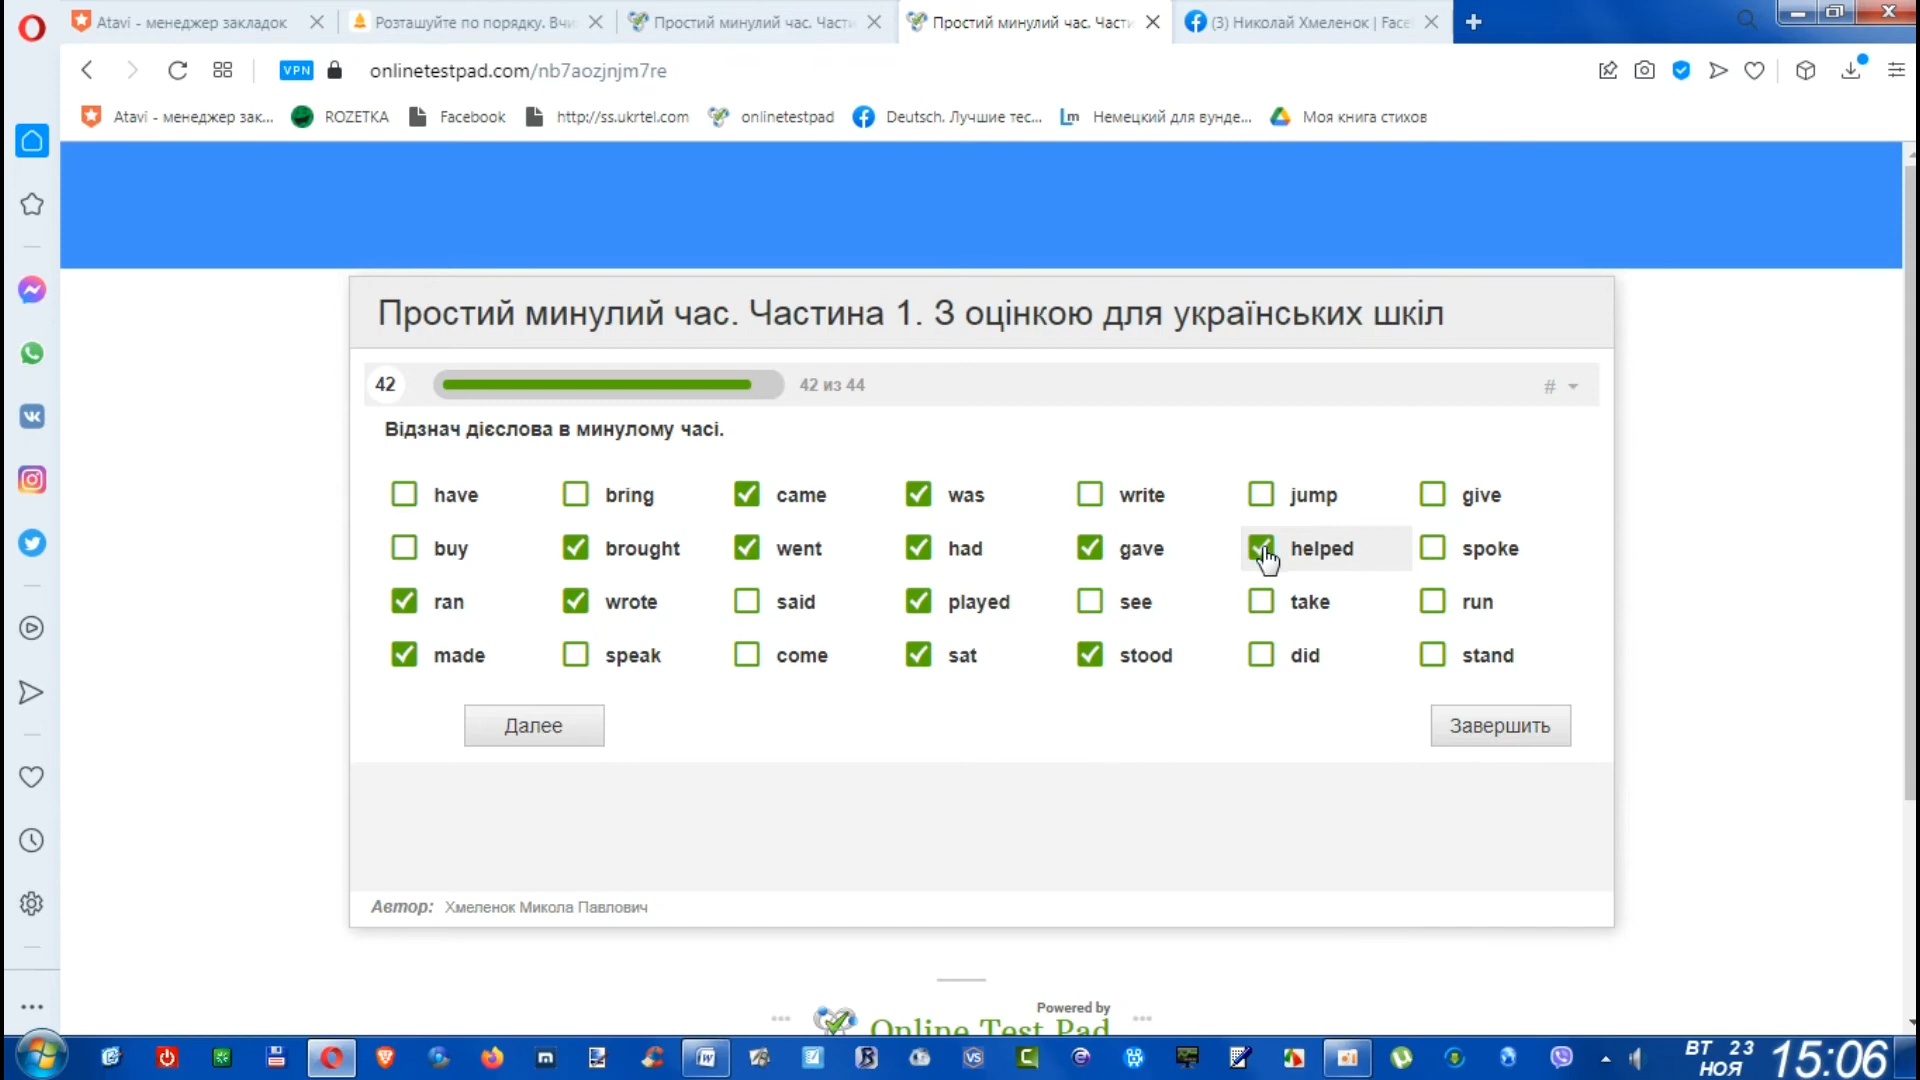 Atavi - менеджер закладок
Розташуйте по порядку. Вчи
Простий минулий час. Части
Простий минулий час. Части
(3) Николай Хмеленок | Face
VPN
onlinetestpad.com/nb7aozjnjm7re
Atavi - менеджер зак...
ROZETKA
Facebook
http://ss.ukrtel.com
onlinetestpad
Deutsch. Лучшие тес...
Lm
Немецкий для вунде...
Моя книга стихов
Простий минулий час. Частина 1. З оцінкою для українських шкіл
42
42 из 44
#
Відзнач дієслова в минулому часі.
have bring came was write jump give
buy brought went had gave helped spoke
ran wrote said played see take run
made speak come sat stood did stand
Далее
Завершить
Автор: Хмеленок Микола Павлович
Powered by
Online Test Pad
ВТ 23
НОЯ
15:06